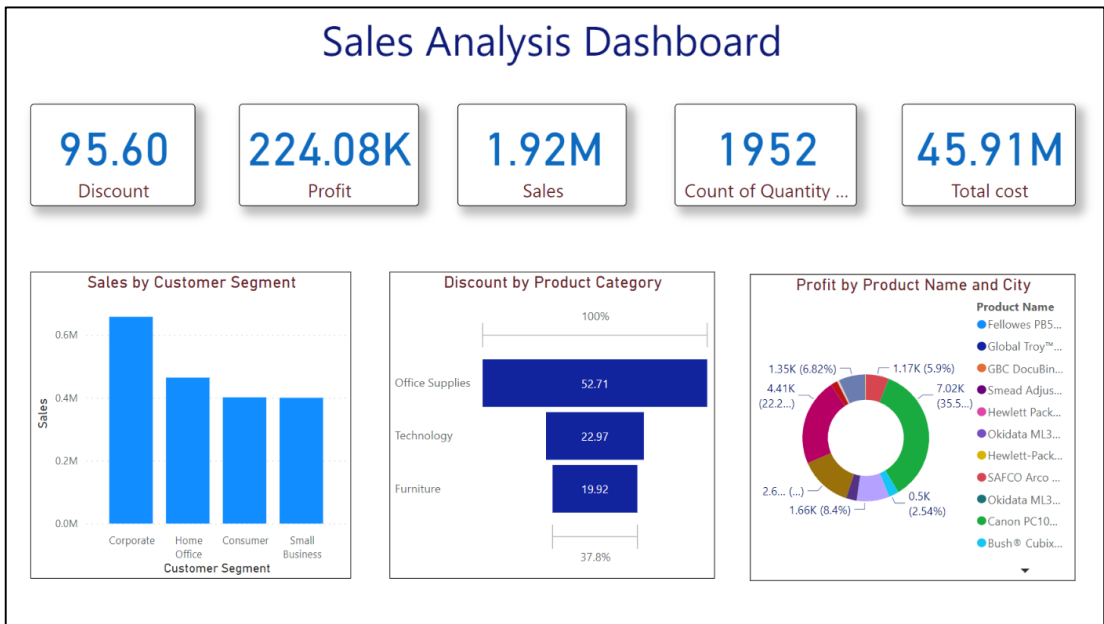 Sales Analysis Dashboard
95.60
Discount
224.08K
Profit
1.92M
Sales
1952
Count of Quantity ...
45.91M
Total cost
Sales by Customer Segment
0.6M
0.4M
0.2M
0.0M
Sales
Corporate
Home
Office
Consumer
Small
Business
Customer Segment
Discount by Product Category
100%
Office Supplies
52.71
Technology
22.97
Furniture
19.92
37.8%
Profit by Product Name and City
1.35K (6.82%)
1.17K (5.9%)
4.41K
(22.2...)
7.02K
(35.5...)
2.6... (...)
1.66K (8.4%)
0.5K
(2.54%)
Product Name
Fellowes PB5...
Global Troy™...
GBC DocuBin...
Smead Adjus...
Hewlett Pack...
Okidata ML3...
Hewlett-Pack...
SAFCO Arco ...
Okidata ML3...
Canon PC10...
Bush® Cubix...